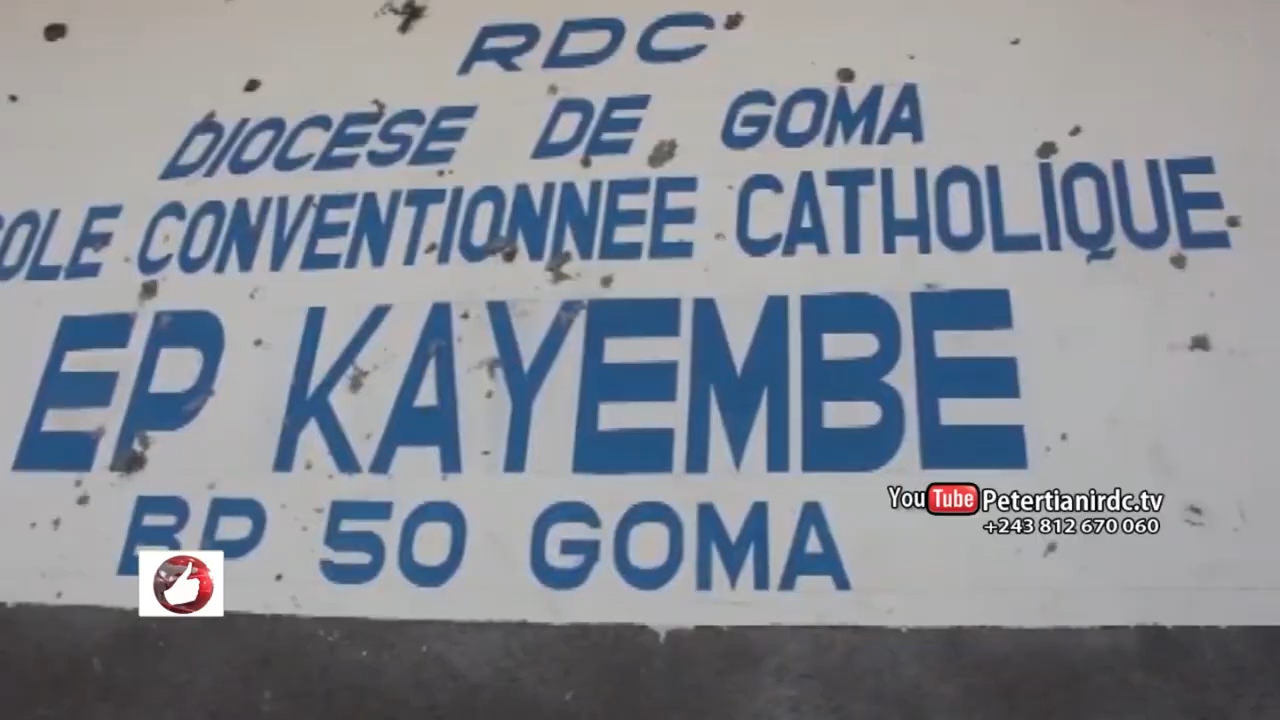 RDC
DIOCESE DE GOMA
OLE CONVENTIONNEE CATHOLIQUE
EP KAYEMBE
BP 50 GOMA
YouTube Petertianirdc.tv
+243 812 670 060